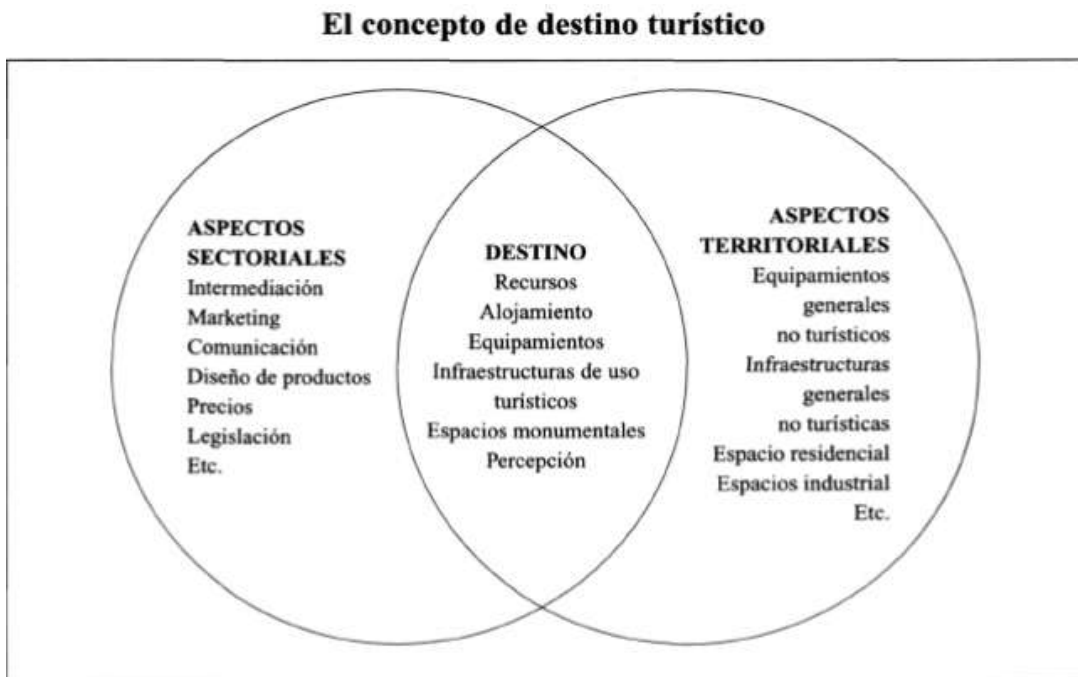 El concepto de destino turístico
ASPECTOS
SECTORIALES
Intermediación
Marketing
Comunicación
Diseño de productos
Precios
Legislación
Etc.
DESTINO
Recursos
Alojamiento
Equipamientos
Infraestructuras de uso
turísticos
Espacios monumentales
Percepción
ASPECTOS
TERRITORIALES
Equipamientos
generales
no turísticos
Infraestructuras
generales
no turísticas
Espacio residencial
Espacios industrial
Etc.